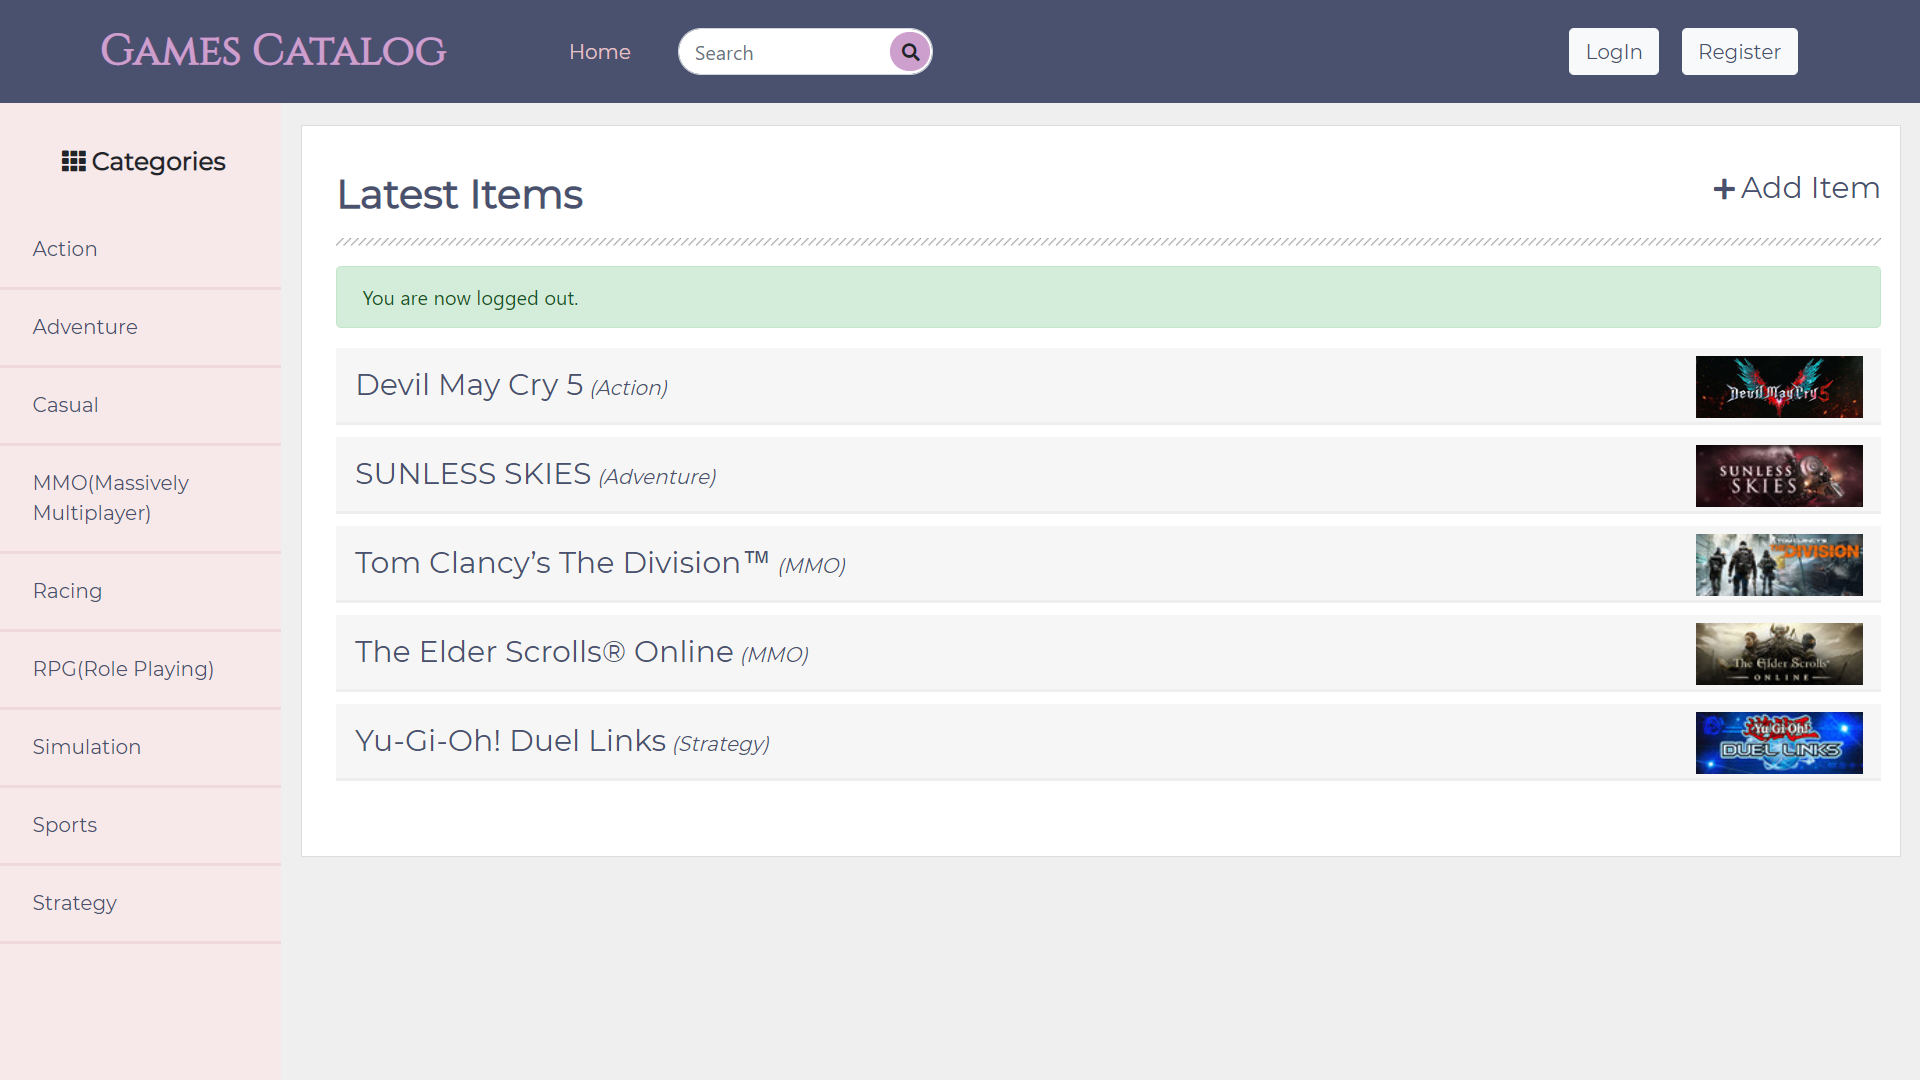 GAMES CATALOG
Home
Search
LogIn
Register
Categories
Action
Adventure
Casual
MMO(Massively
Multiplayer)
Racing
RPG(Role Playing)
Simulation
Sports
Strategy
Latest Items
Add Item
You are now logged out.
Devil May Cry 5 (Action)
Devil May Cry 5
SUNLESS SKIES (Adventure)
SUNLESS
SKIES
Tom Clancy’s The Division™ (MMO)
TOM CLANCY'S
THE DIVISION
The Elder Scrolls® Online (MMO)
The Elder Scrolls
ONLINE
Yu-Gi-Oh! Duel Links (Strategy)
Yu-Gi-Oh!
DUEL LINKS